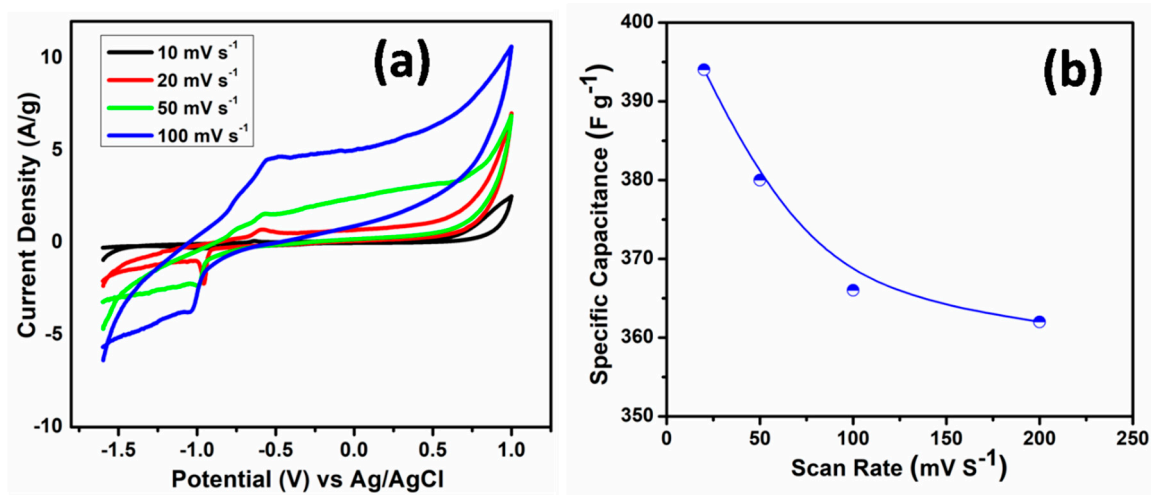 (a)
10 mV s⁻¹
20 mV s⁻¹
50 mV s⁻¹
100 mV s⁻¹
Current Density (A/g)
10
5
0
-5
-10
-1.5 -1.0 -0.5 0.0 0.5 1.0
Potential (V) vs Ag/AgCl
(b)
Specific Capacitance (F g⁻¹)
400
390
380
370
360
350
0 50 100 150 200 250
Scan Rate (mV S⁻¹)